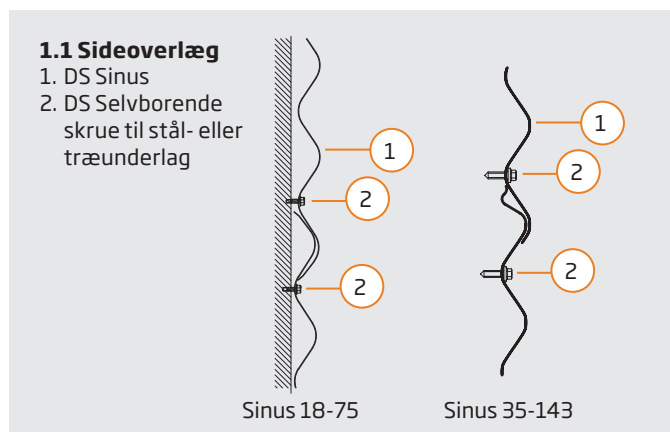 1.1 Sideoverlæg
1. DS Sinus
2. DS Selvborende
skrue til stål- eller
træunderlag
1
2
2
1
2
2
Sinus 18-75
Sinus 35-143